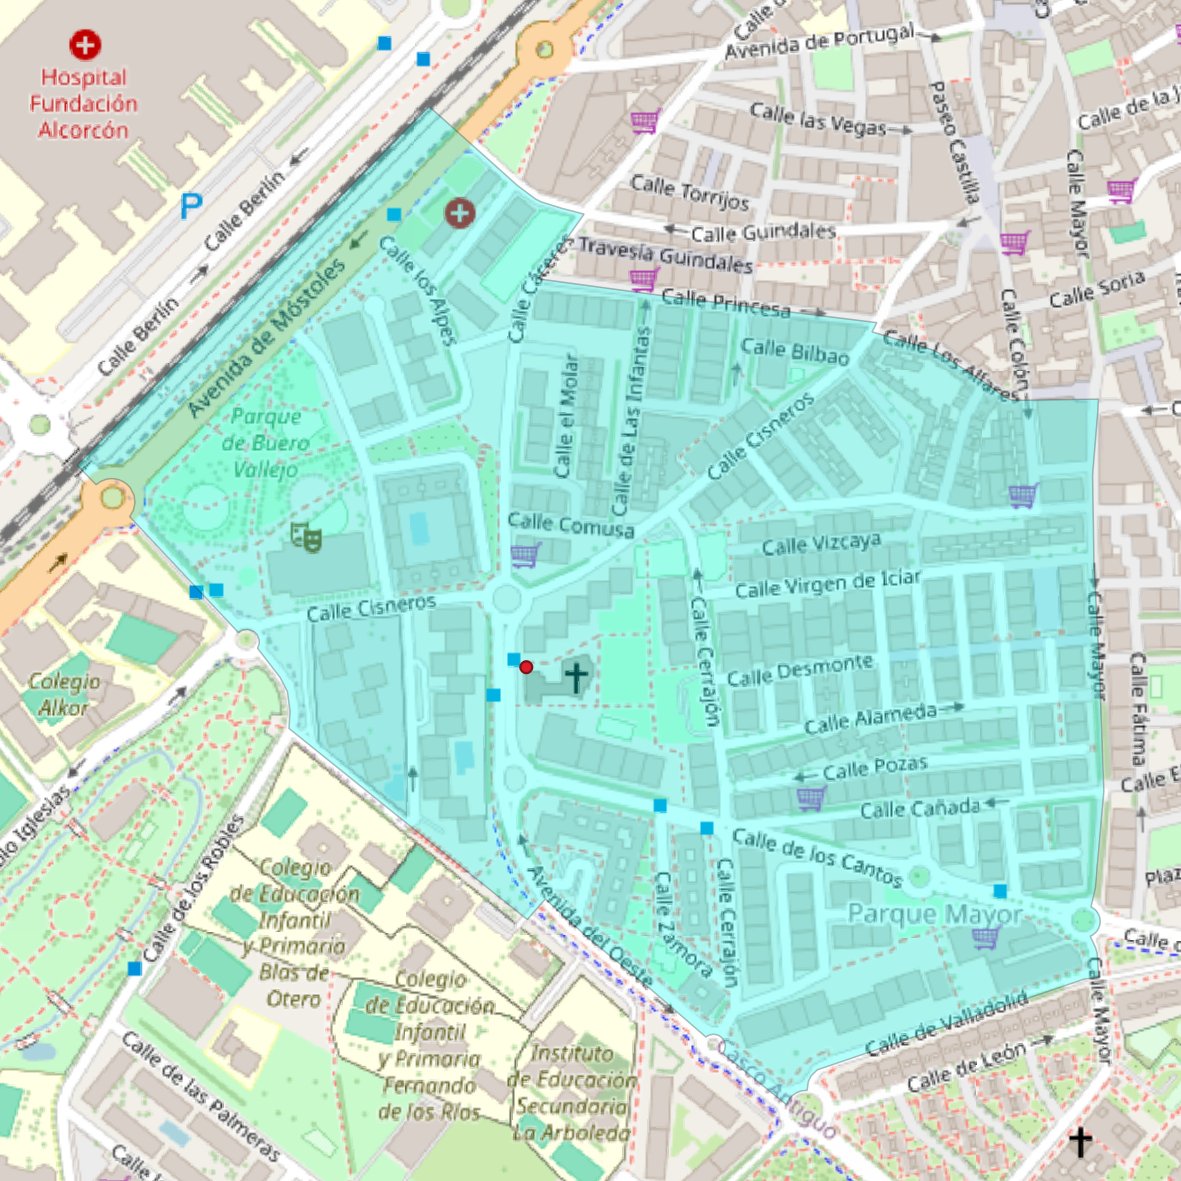 Hospital
Fundación
Alcorcón
P
Calle Berlín
Calle Berlín
Calle Berlín
Avenida de Móstoles
Avenida de Portugal
Calle las Vegas
Paseo Castilla
Calle Mayor
Calle Torrijos
Calle Guindales
Travesía Guindales
Calle Princesa
Calle Soria
Calle Colón
Calle los Alpes
Calle Cáceres
Calle Bilbao
Calle el Molar
Calle de Las Infantas
Calle Cisneros
Parque
de Buero
Vallejo
Calle Comusa
Calle Vizcaya
Calle Virgen de Iciar
Calle Cisneros
Calle Cerrajón
Calle Mayor
Calle Desmonte
Calle Fátima
Colegio
Alkor
Calle Alameda
Calle Pozas
Calle Cañada
Calle de los Robles
Calle de los Cantos
Colegio
de Educación
Infantil
y Primaria
Blas de
Otero
Avenida del Oeste
Calle Zamora
Calle Cerrajón
Parque Mayor
Colegio
de Educación
Infantil
y Primaria
Fernando
de los Ríos
Instituto
de Educación
Secundaria
La Arboleda
Calle de Valladolid
Calle de León
Calle Mayor
Casco Antiguo
Calle de las Palmeras